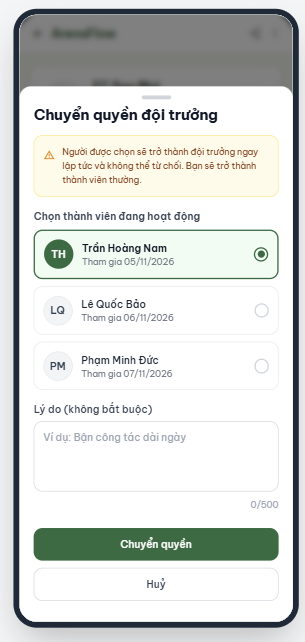 Chuyển quyền đội trưởng
Người được chọn sẽ trở thành đội trưởng ngay
lập tức và không thể từ chối. Bạn sẽ trở thành
thành viên thường.
Chọn thành viên đang hoạt động
TH
Trần Hoàng Nam
Tham gia 05/11/2026
LQ
Lê Quốc Bảo
Tham gia 06/11/2026
PM
Phạm Minh Đức
Tham gia 07/11/2026
Lý do (không bắt buộc)
Ví dụ: Bận công tác dài ngày
0/500
Chuyển quyền
Huỷ